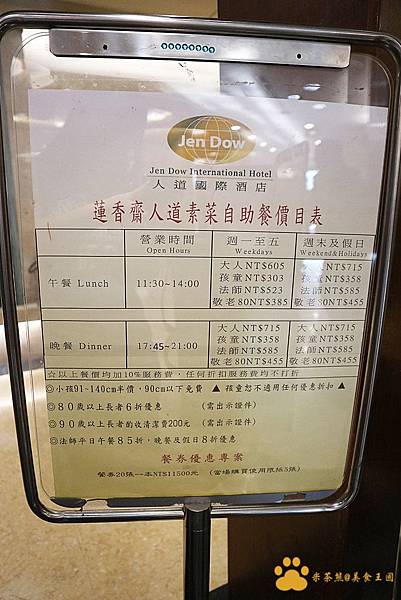 Jen Dow
Jen Dow International Hotel
人道國際酒店
蓮香齋人道素菜自助餐價目表
營業時間 Open Hours
週一至五 Weekdays
週末及假日 Weekend&Holidays
午餐 Lunch
11:30~14:00
大人NT$605
孩童NT$303
法師NT$523
敬老80NT$385
大人NT$715
孩童NT$358
法師NT$585
敬老80NT$455
晚餐 Dinner
17:45~21:00
大人NT$715
孩童NT$358
法師NT$585
敬老80NT$455
大人NT$715
孩童NT$358
法師NT$585
敬老80NT$455
☆以上餐價均加10%服務費，任何折扣服務費均不打折
◎小孩91~140cm半價，90cm以下免費 ▲ 孩童恕不適用任何優惠折扣 ▲
◎80歲以上長者6折優惠 (需出示證件)
◎90歲以上長者酌收清潔費200元 (需出示證件)
◎法師平日午餐85折，晚餐及假日8折優惠
餐券優惠專案
餐券20張一本NT$11500元 (當場購買使用限抵3張)
米茶熊@美食王國